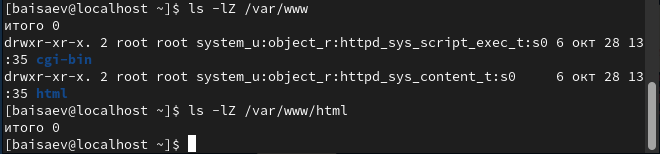 [baisaev@localhost ~]$ ls -lZ /var/www
итого 0
drwxr-xr-x. 2 root root system_u:object_r:httpd_sys_script_exec_t:s0 6 окт 28 13
:35 cgi-bin
drwxr-xr-x. 2 root root system_u:object_r:httpd_sys_content_t:s0     6 окт 28 13
:35 html
[baisaev@localhost ~]$ ls -lZ /var/www/html
итого 0
[baisaev@localhost ~]$